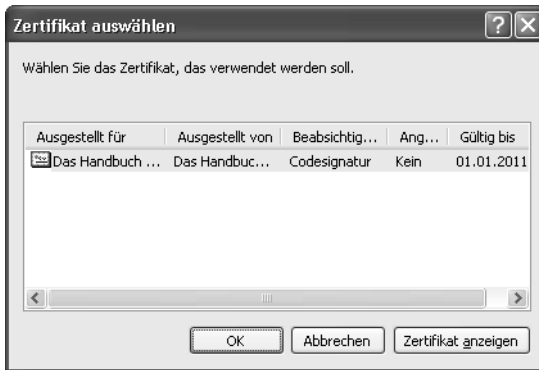 Zertifikat auswählen
Wählen Sie das Zertifikat, das verwendet werden soll.
Ausgestellt für Ausgestellt von Beabsichtig... Ang... Gültig bis
Das Handbuch ... Das Handbuc... Codesignatur Kein 01.01.2011
OK Abbrechen Zertifikat anzeigen